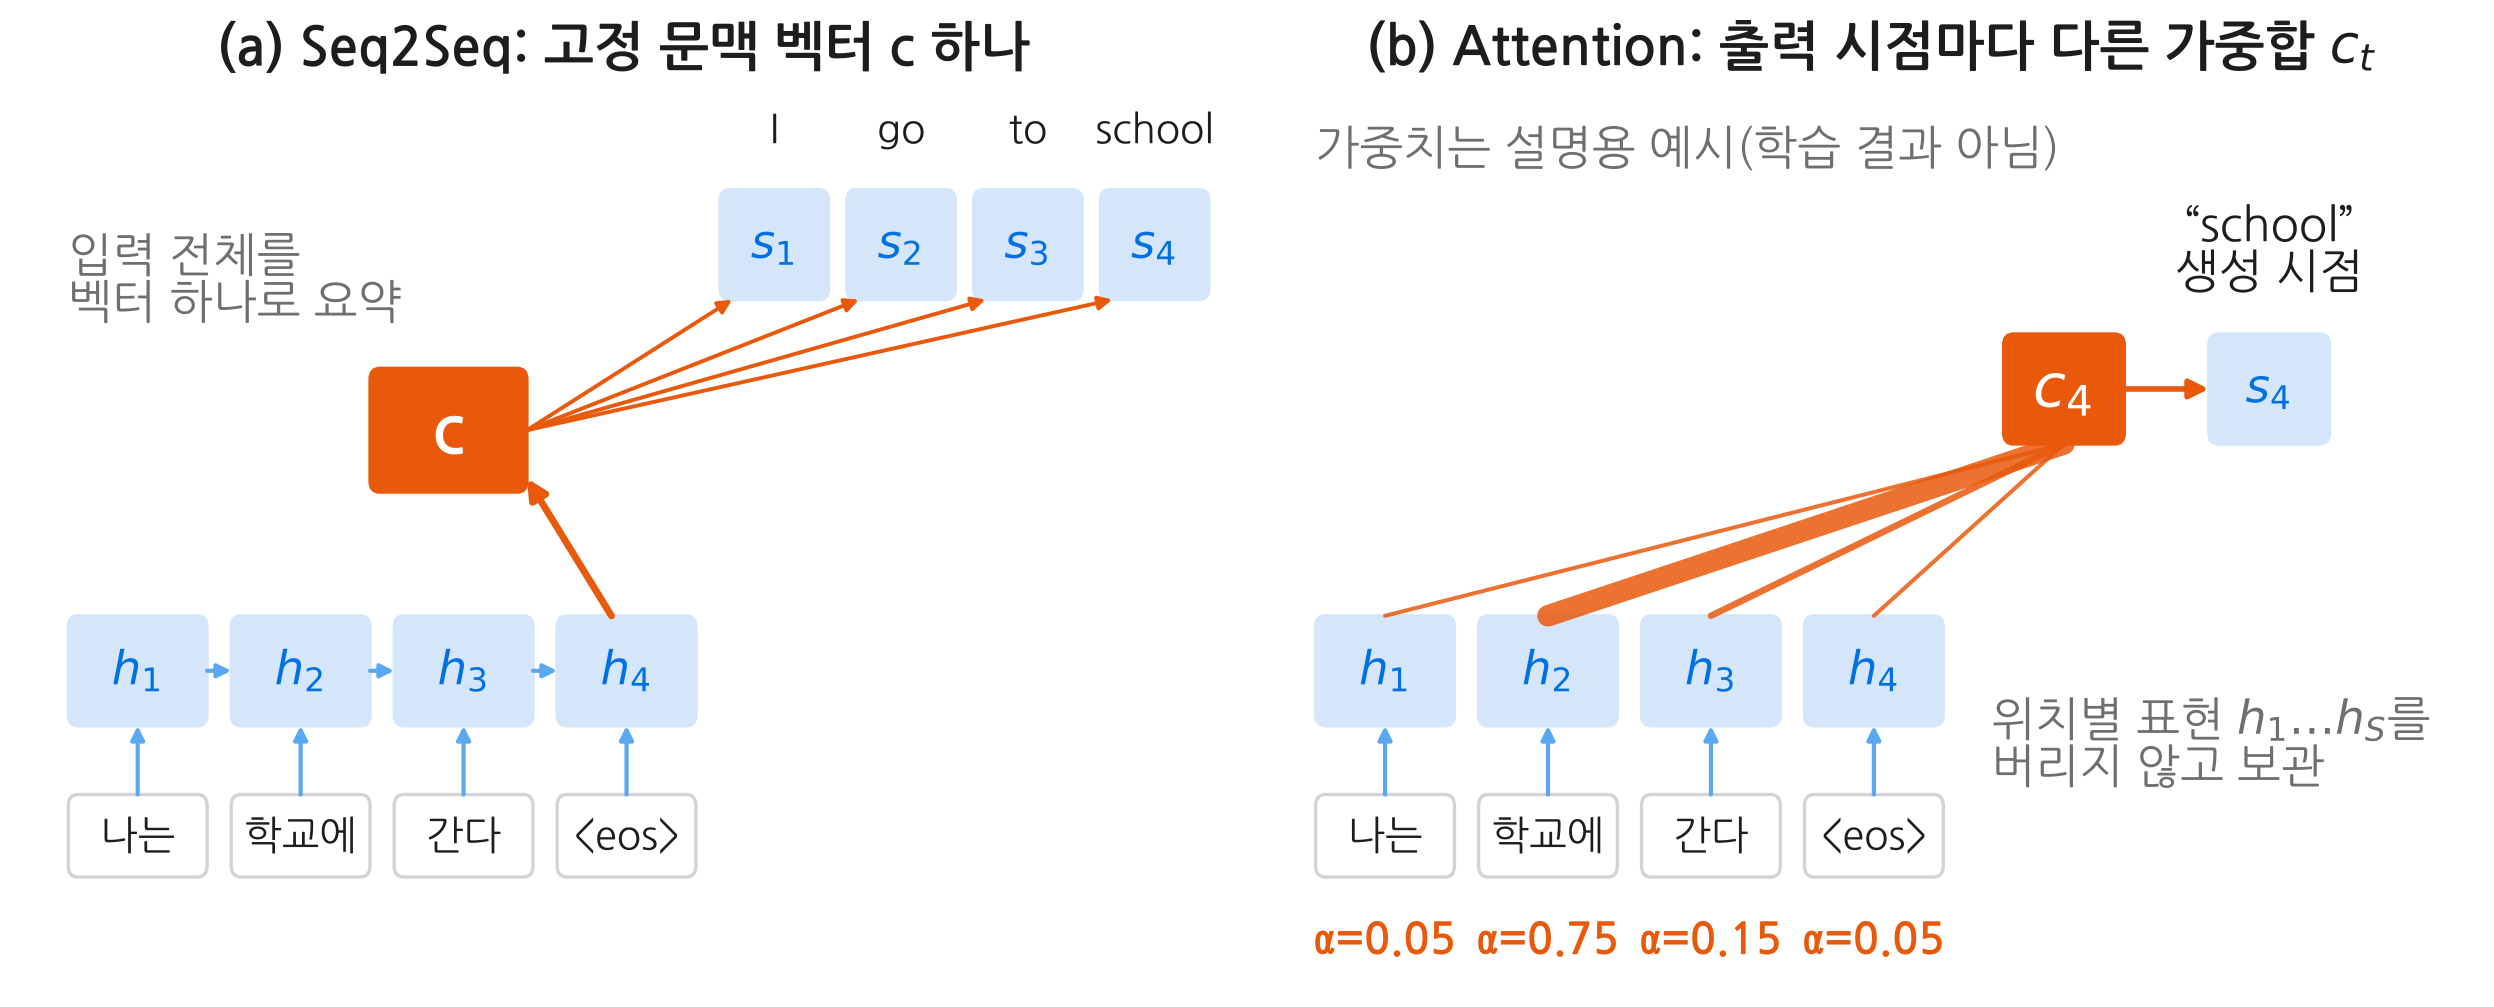 (a) seq2seq: 고정 문맥 벡터 c 하나
I go to school
입력 전체를
벡터 하나로 요약
s1 s2 s3 s4
c
h1 h2 h3 h4
나는 학교에 간다 <eos>
(b) Attention: 출력 시점마다 다른 가중합 ct
가중치는 설명용 예시(학습 결과 아님)
“school”
생성 시점
c4 s4
h1 h2 h3 h4
위치별 표현 h1...hS를
버리지 않고 보관
나는 학교에 간다 <eos>
α=0.05 α=0.75 α=0.15 α=0.05